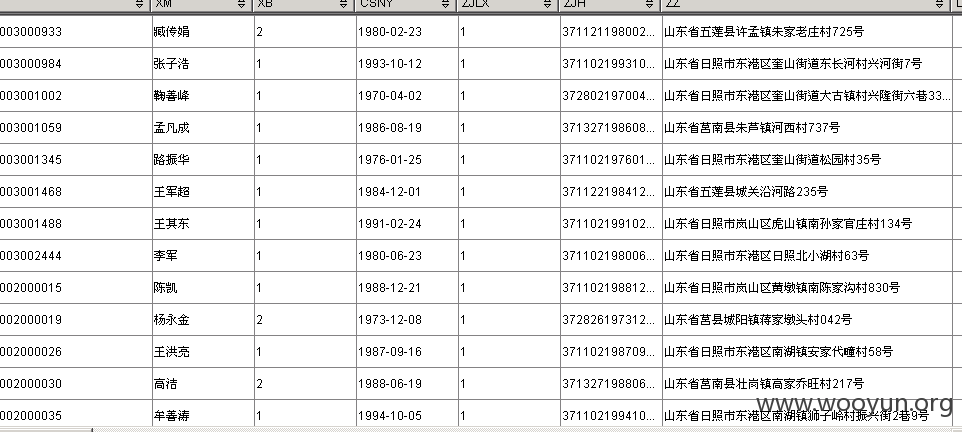 XM XB CSNY ZJLX ZJH ZZ
003000933 臧传娟 2 1980-02-23 1 371121198002... 山东省五莲县许孟镇朱家老庄村725号
003000984 张子浩 1 1993-10-12 1 371102199310... 山东省日照市东港区奎山街道东长河村兴河街7号
003001002 鞠善峰 1 1970-04-02 1 372802197004... 山东省日照市东港区奎山街道大古镇村兴隆街六巷33...
003001059 孟凡成 1 1986-08-19 1 371327198608... 山东省莒南县朱芦镇河西村737号
003001345 路振华 1 1976-01-25 1 371102197601... 山东省日照市东港区奎山街道松园村35号
003001468 王军超 1 1984-12-01 1 371122198412... 山东省五莲县城关沿河路235号
003001488 王其东 1 1991-02-24 1 371102199102... 山东省日照市岚山区虎山镇南孙家官庄村134号
003002444 李军 1 1980-06-23 1 371102198006... 山东省日照市东港区日照北小湖村63号
002000015 陈凯 1 1988-12-21 1 371102198812... 山东省日照市岚山区黄墩镇南陈家沟村830号
002000019 杨永金 2 1973-12-08 1 372826197312... 山东省莒县城阳镇蒋家墩头村042号
002000026 王洪亮 1 1987-09-16 1 371102198709... 山东省日照市东港区南湖镇安家代疃村58号
002000030 高洁 2 1988-06-19 1 371327198806... 山东省莒南县壮岗镇高家乔旺村217号
002000035 牟善涛 1 1994-10-05 1 371102199410... 山东省日照市东港区南湖镇狮子岭村振兴街2巷9号
www.wooyun.org